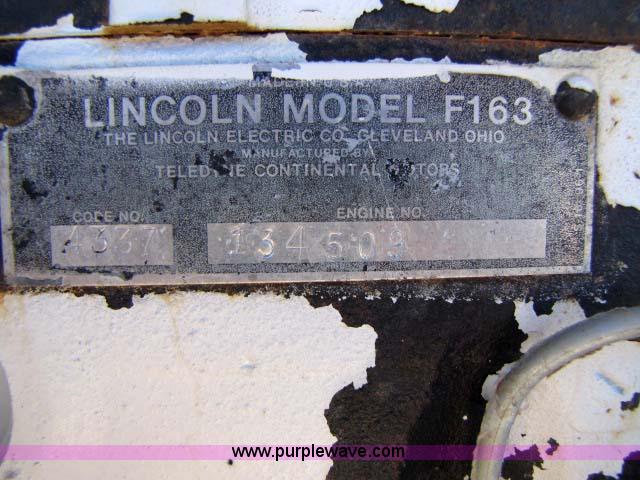 LINCOLN MODEL F163
THE LINCOLN ELECTRIC CO. CLEVELAND OHIO
MANUFACTURED BY
TELEDYNE CONTINENTAL MOTORS
CODE NO. ENGINE NO.
4337 134509
www.purplewave.com